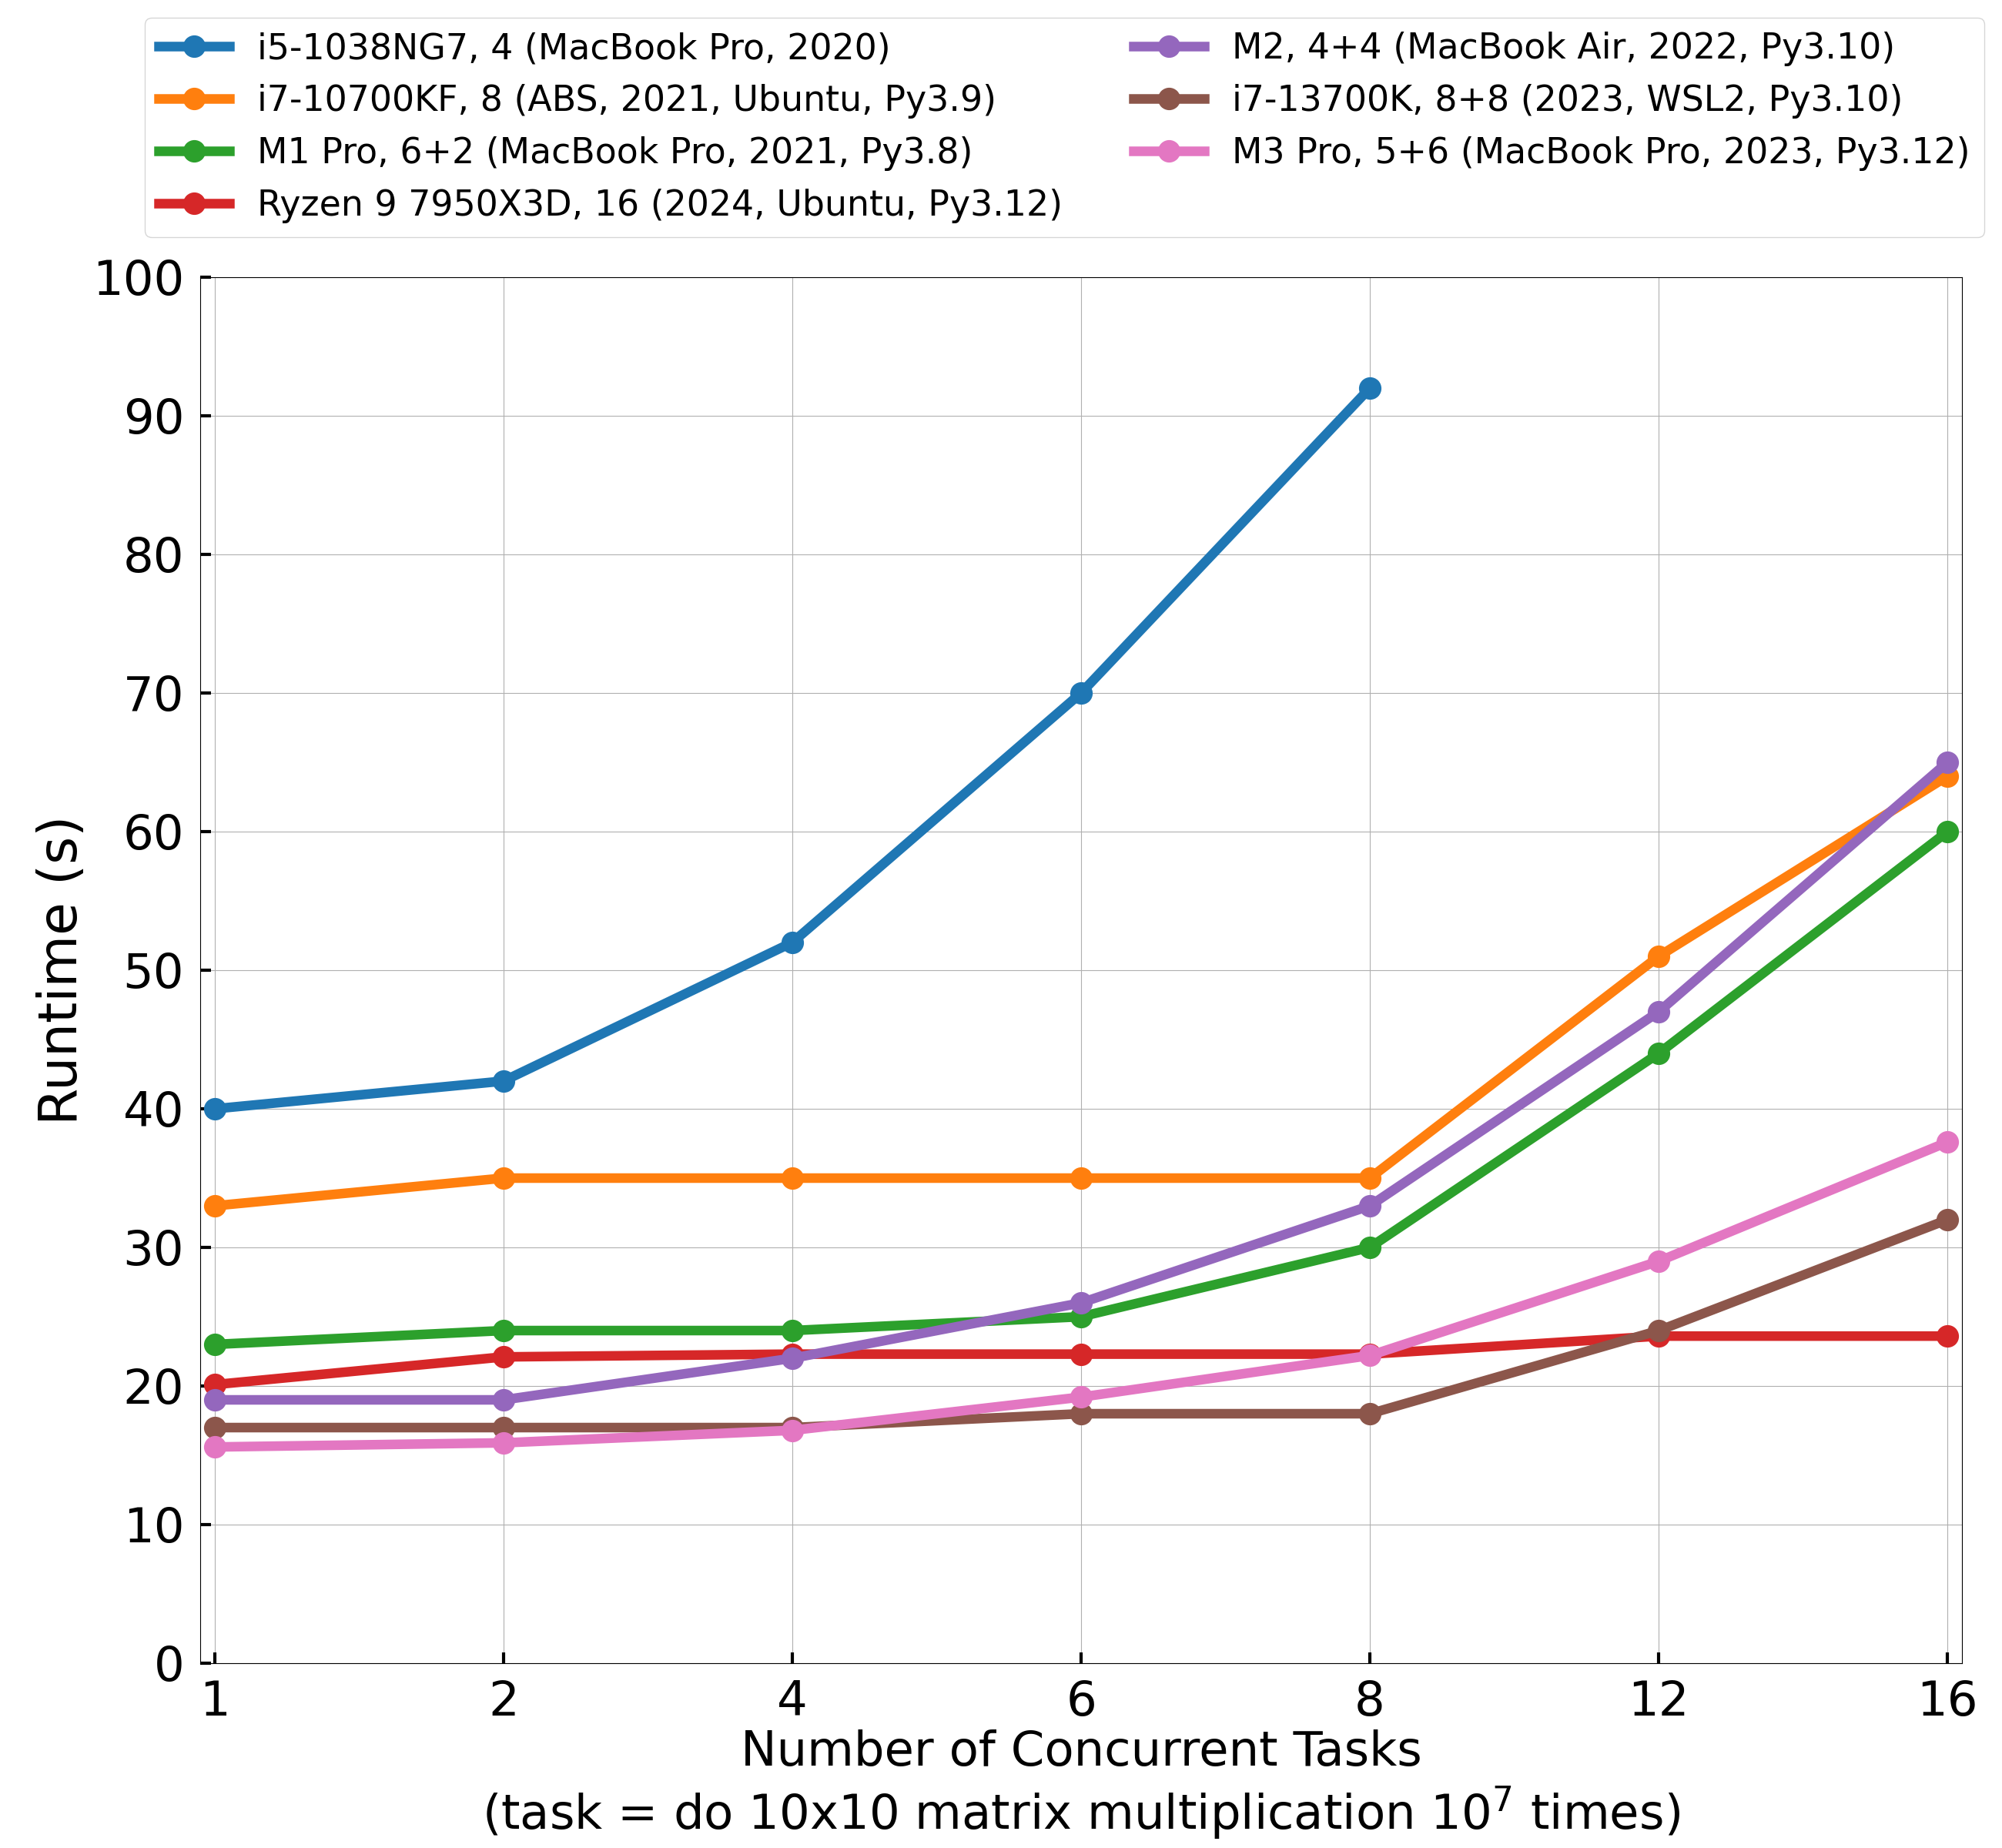 i5-1038NG7, 4 (MacBook Pro, 2020)
i7-10700KF, 8 (ABS, 2021, Ubuntu, Py3.9)
M1 Pro, 6+2 (MacBook Pro, 2021, Py3.8)
Ryzen 9 7950X3D, 16 (2024, Ubuntu, Py3.12)
M2, 4+4 (MacBook Air, 2022, Py3.10)
i7-13700K, 8+8 (2023, WSL2, Py3.10)
M3 Pro, 5+6 (MacBook Pro, 2023, Py3.12)
Runtime (s)
100
90
80
70
60
50
40
30
20
10
0
1 2 4 6 8 12 16
Number of Concurrent Tasks
(task = do 10x10 matrix multiplication 10⁷ times)